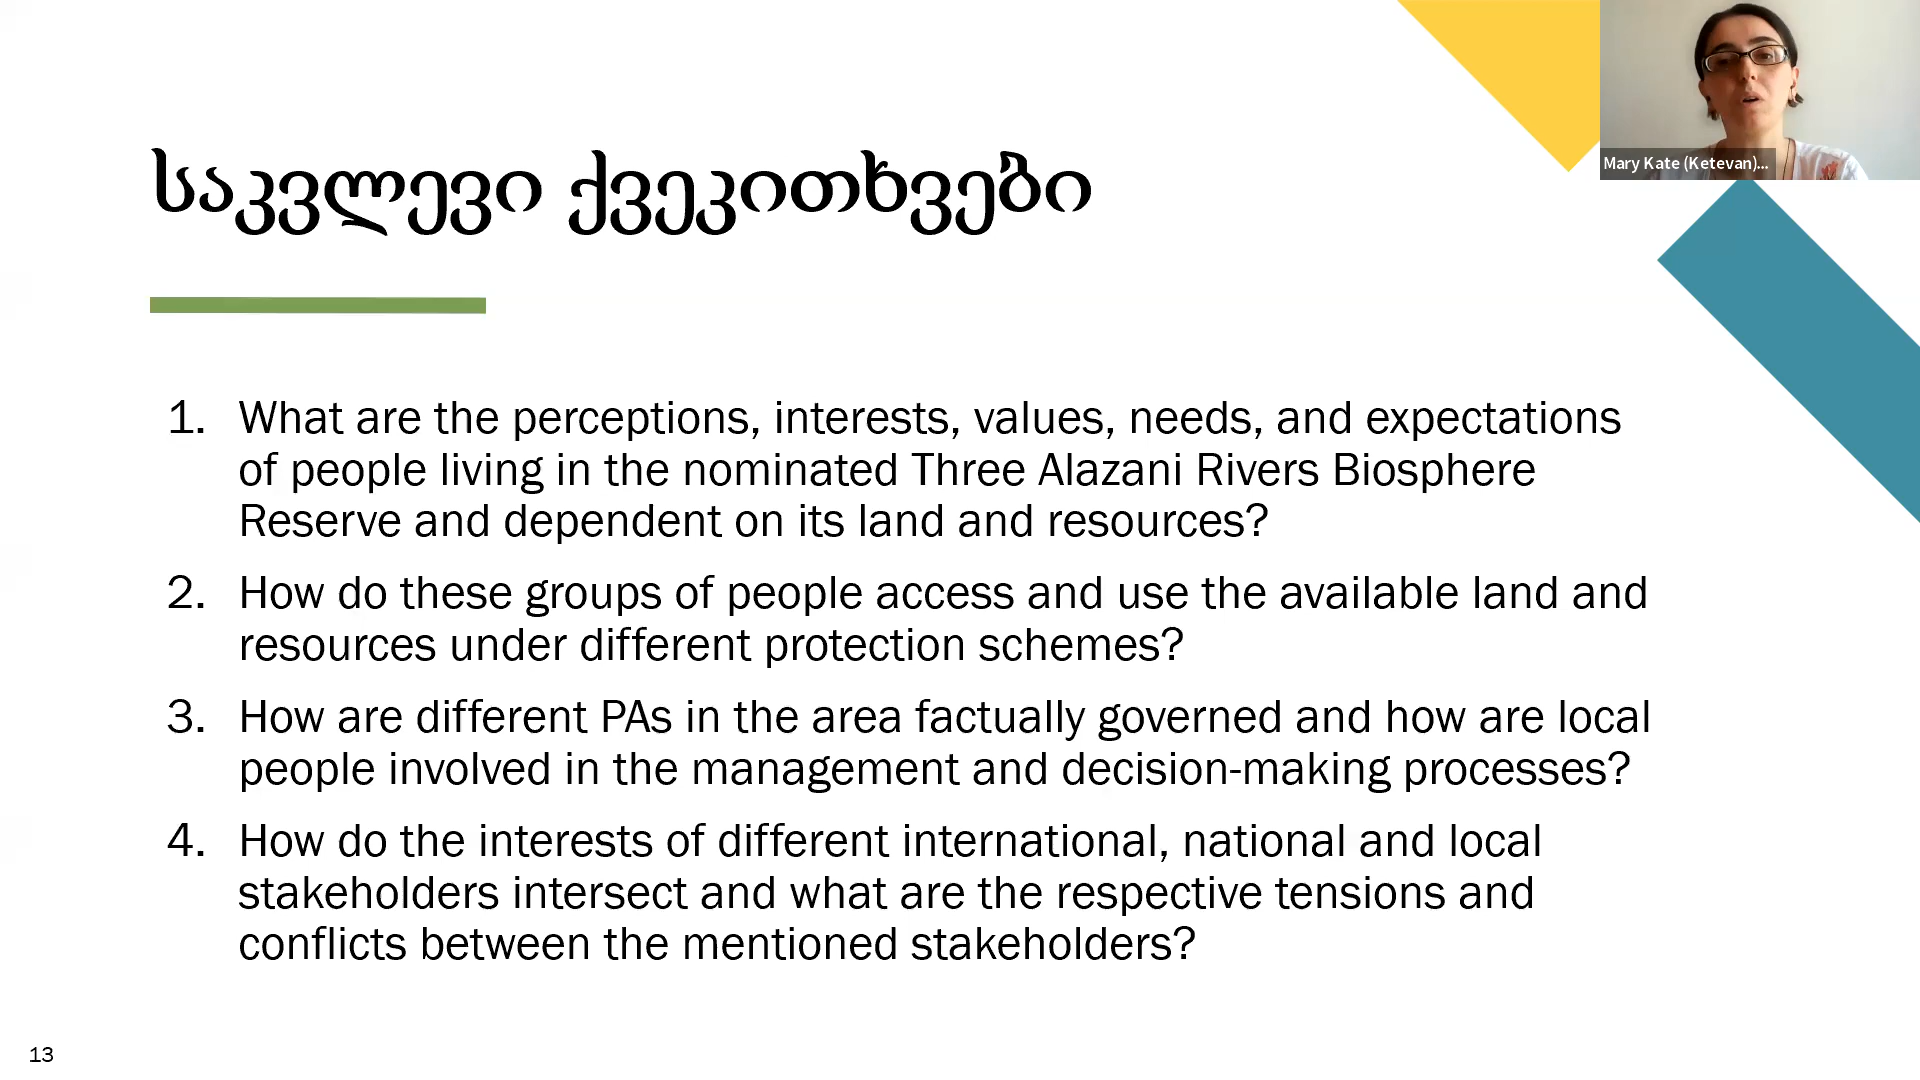 Mary Kate (Ketevan)...
საკვლევი ქვეკითხვები
1. What are the perceptions, interests, values, needs, and expectations
of people living in the nominated Three Alazani Rivers Biosphere
Reserve and dependent on its land and resources?
2. How do these groups of people access and use the available land and
resources under different protection schemes?
3. How are different PAs in the area factually governed and how are local
people involved in the management and decision-making processes?
4. How do the interests of different international, national and local
stakeholders intersect and what are the respective tensions and
conflicts between the mentioned stakeholders?
13